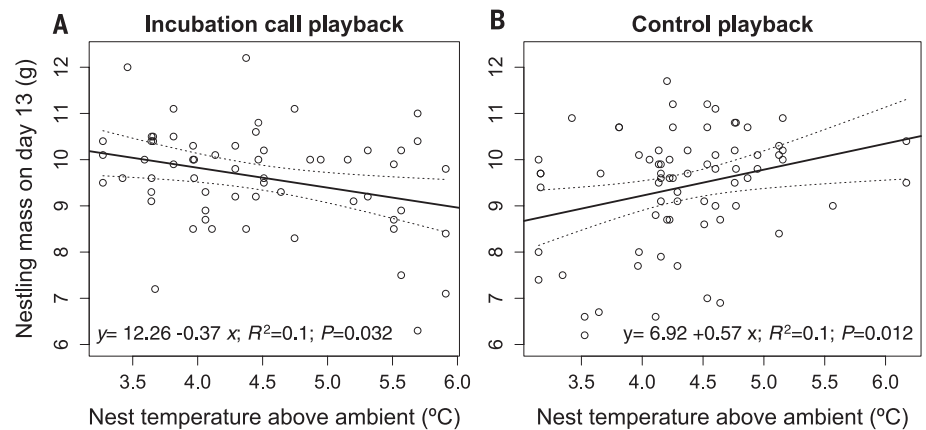 A Incubation call playback
B Control playback
Nestling mass on day 13 (g)
12
11
10
9
8
7
6
y= 12.26 -0.37 x; R²=0.1; P=0.032
3.5 4.0 4.5 5.0 5.5 6.0
Nest temperature above ambient (ºC)
12
11
10
9
8
7
6
y= 6.92 +0.57 x; R²=0.1; P=0.012
3.5 4.0 4.5 5.0 5.5 6.0
Nest temperature above ambient (ºC)